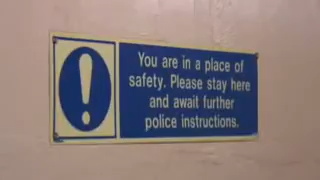 You are in a place of
safety. Please stay here
and await further
police instructions.